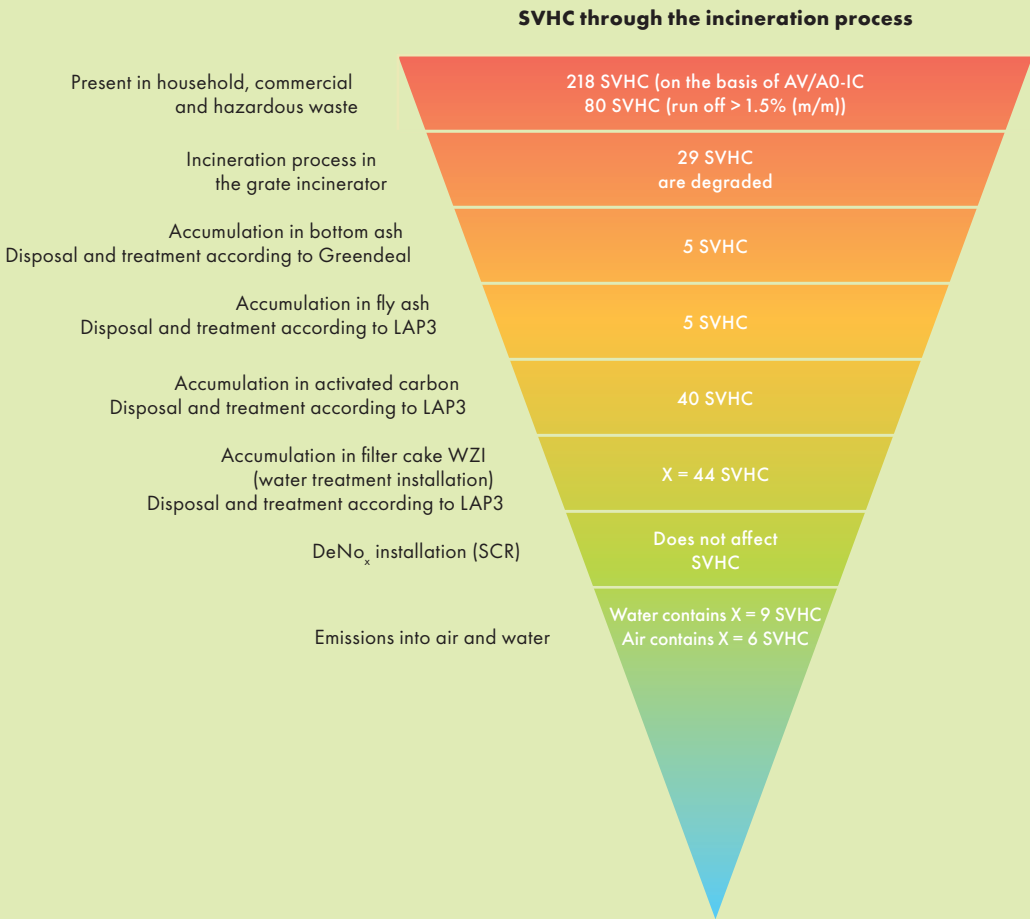 SVHC through the incineration process
Present in household, commercial
and hazardous waste
218 SVHC (on the basis of AV/A0-IC
80 SVHC (run off > 1.5% (m/m))
Incineration process in
the grate incinerator
29 SVHC
are degraded
Accumulation in bottom ash
Disposal and treatment according to Greendeal
5 SVHC
Accumulation in fly ash
Disposal and treatment according to LAP3
5 SVHC
Accumulation in activated carbon
Disposal and treatment according to LAP3
40 SVHC
Accumulation in filter cake WZI
(water treatment installation)
Disposal and treatment according to LAP3
X = 44 SVHC
DeNoₓ installation (SCR)
Does not affect
SVHC
Emissions into air and water
Water contains X = 9 SVHC
Air contains X = 6 SVHC